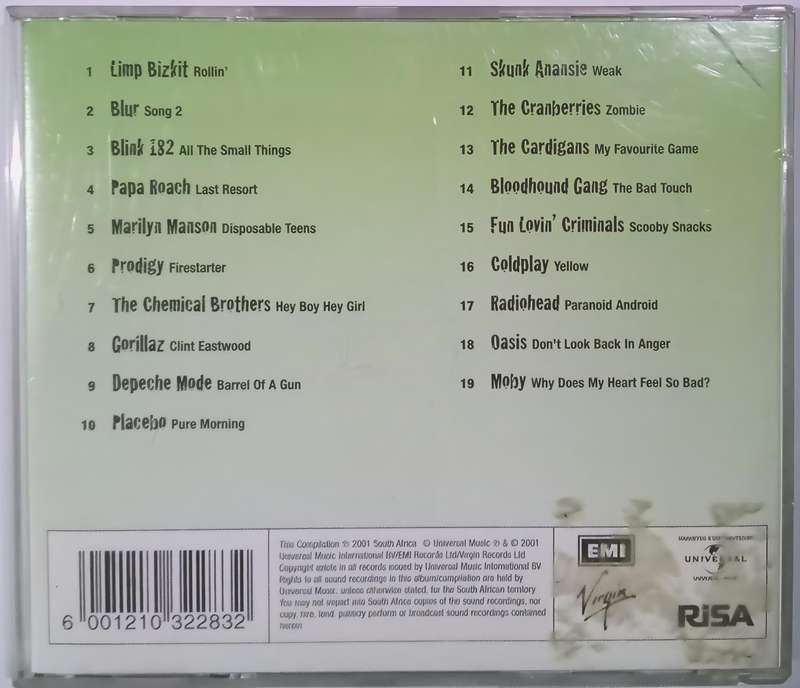 1 Limp Bizkit Rollin'
2 Blur Song 2
3 Blink 182 All The Small Things
4 Papa Roach Last Resort
5 Marilyn Manson Disposable Teens
6 Prodigy Firestarter
7 The Chemical Brothers Hey Boy Hey Girl
8 Gorillaz Clint Eastwood
9 Depeche Mode Barrel Of A Gun
10 Placebo Pure Morning
11 Skunk Anansie Weak
12 The Cranberries Zombie
13 The Cardigans My Favourite Game
14 Bloodhound Gang The Bad Touch
15 Fun Lovin' Criminals Scooby Snacks
16 Coldplay Yellow
17 Radiohead Paranoid Android
18 Oasis Don't Look Back In Anger
19 Moby Why Does My Heart Feel So Bad?
6 001210 322832
This Compilation ℗ 2001 South Africa © Universal Music ℗ & © 2001
Universal Music International BV/EMI Records Ltd/Virgin Records Ltd
Copyright exists in all records issued by Universal Music International BV
Rights to all sound recordings in this album/compilation are held by
Universal Music, unless otherwise stated, for the South African territory
You may not import into South Africa copies of the sound recordings, nor
copy, hire, lend, publicly perform or broadcast sound recordings contained
hereon
EMI
Virgin
UNIVERSAL
RiSA